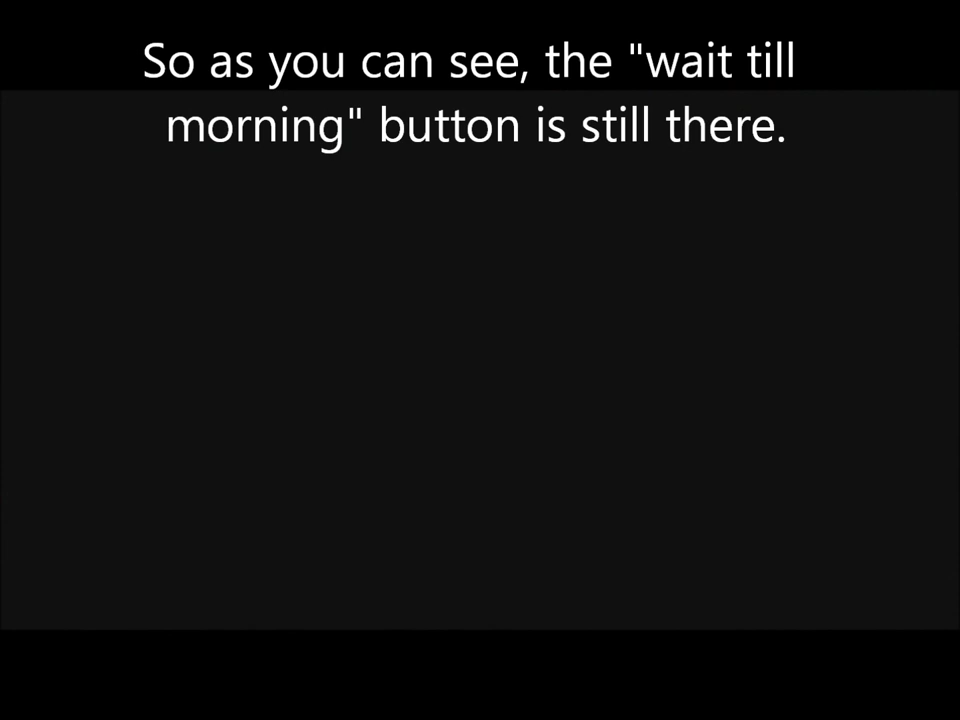 So as you can see, the "wait till
morning" button is still there.